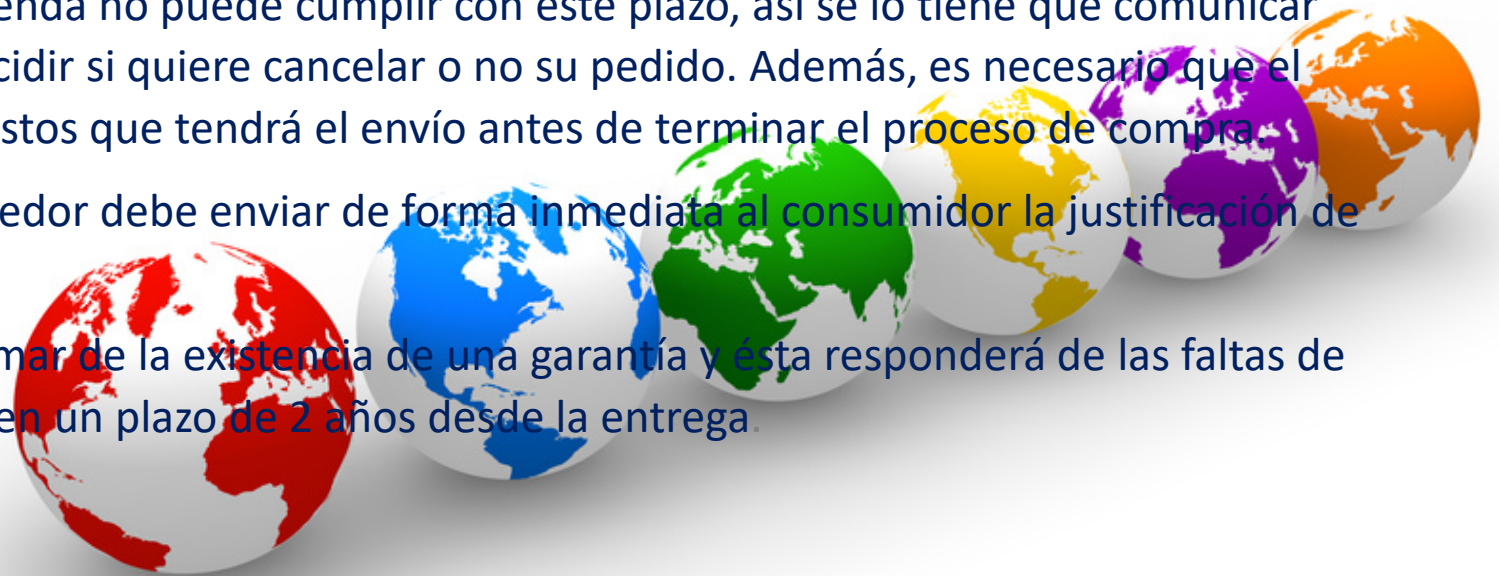 enda no puede cumplir con este plazo, así se lo tiene que comunicar
cidir si quiere cancelar o no su pedido. Además, es necesario que el
stos que tendrá el envío antes de terminar el proceso de compra.
edor debe enviar de forma inmediata al consumidor la justificación de
mar de la existencia de una garantía y ésta responderá de las faltas de
en un plazo de 2 años desde la entrega.